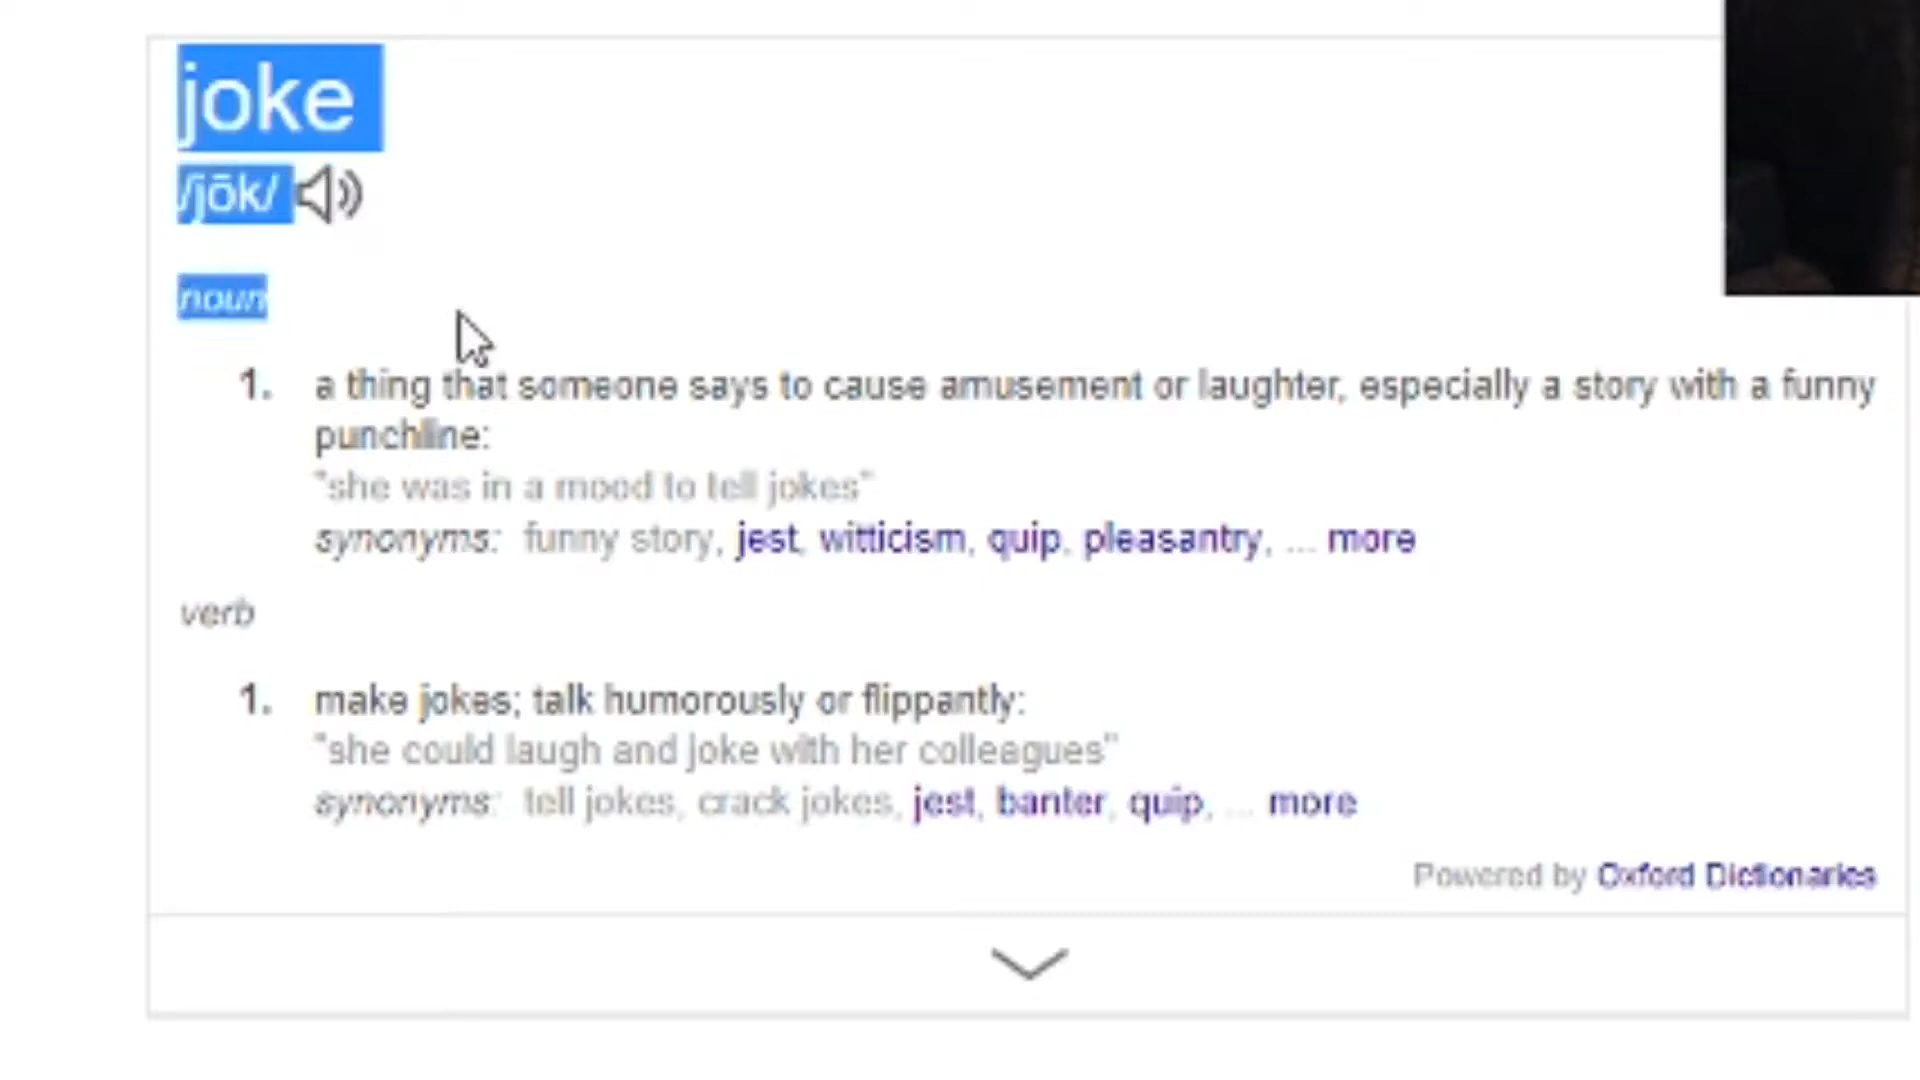 joke
/jōk/
noun
1. a thing that someone says to cause amusement or laughter, especially a story with a funny
punchline:
"she was in a mood to tell jokes"
synonyms: funny story, jest, witticism, quip, pleasantry, ... more
verb
1. make jokes; talk humorously or flippantly:
"she could laugh and joke with her colleagues"
synonyms: tell jokes, crack jokes, jest, banter, quip, ... more
Powered by Oxford Dictionaries